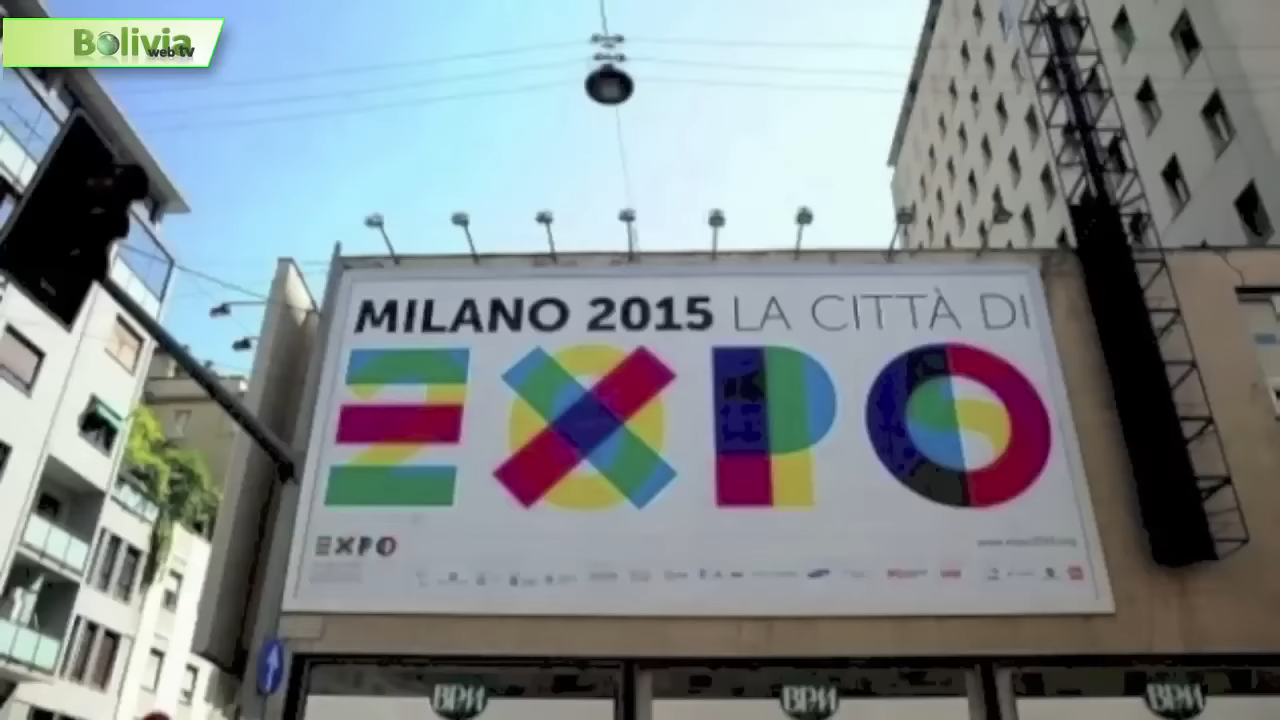 Bolivia
web tv
MILANO 2015 LA CITTÀ DI
EXPO
EXPO
BPM BPM BPM